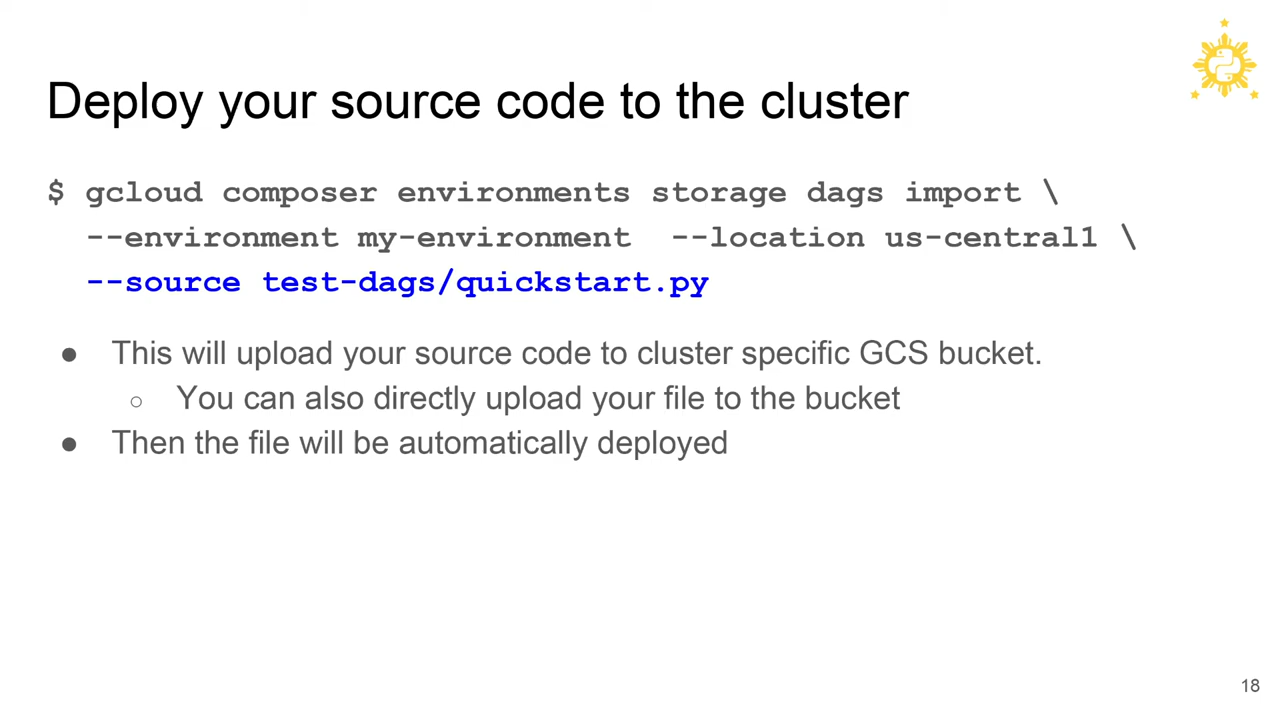 Deploy your source code to the cluster
$ gcloud composer environments storage dags import \
--environment my-environment  --location us-central1 \
--source test-dags/quickstart.py
● This will upload your source code to cluster specific GCS bucket.
○ You can also directly upload your file to the bucket
● Then the file will be automatically deployed
18